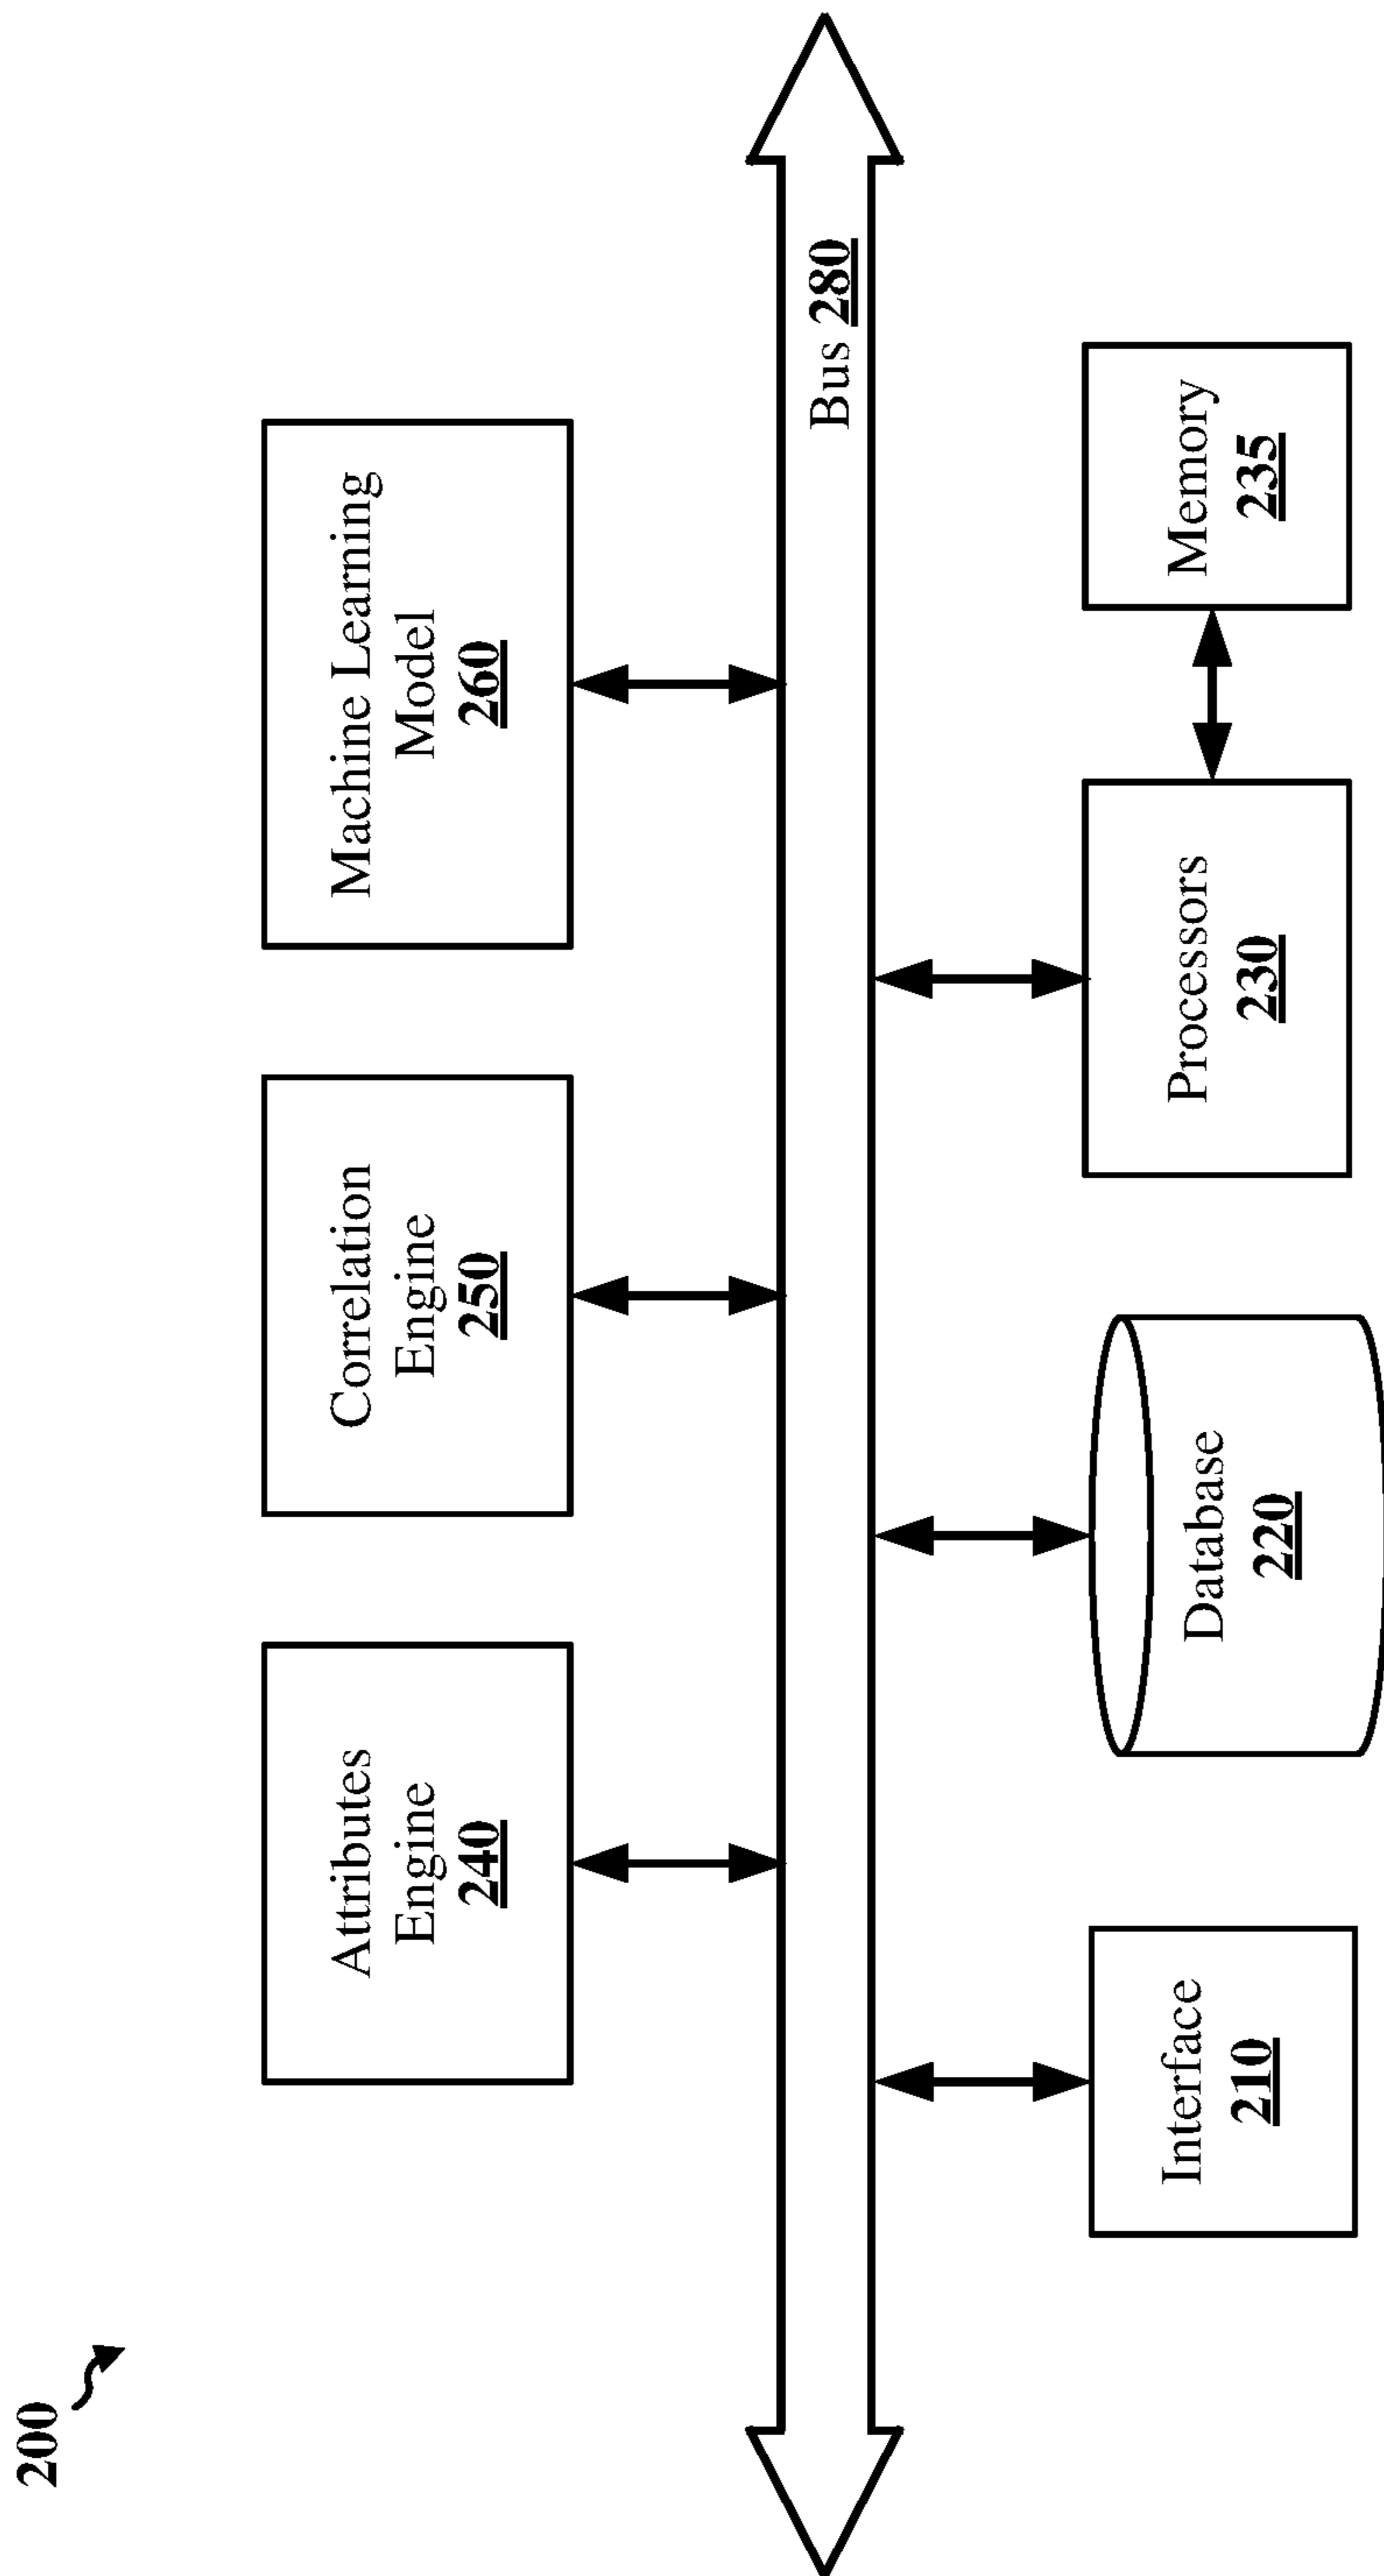 200
Attributes
Engine
240
Correlation
Engine
250
Machine Learning
Model
260
Bus 280
Interface
210
Database
220
Processors
230
Memory
235